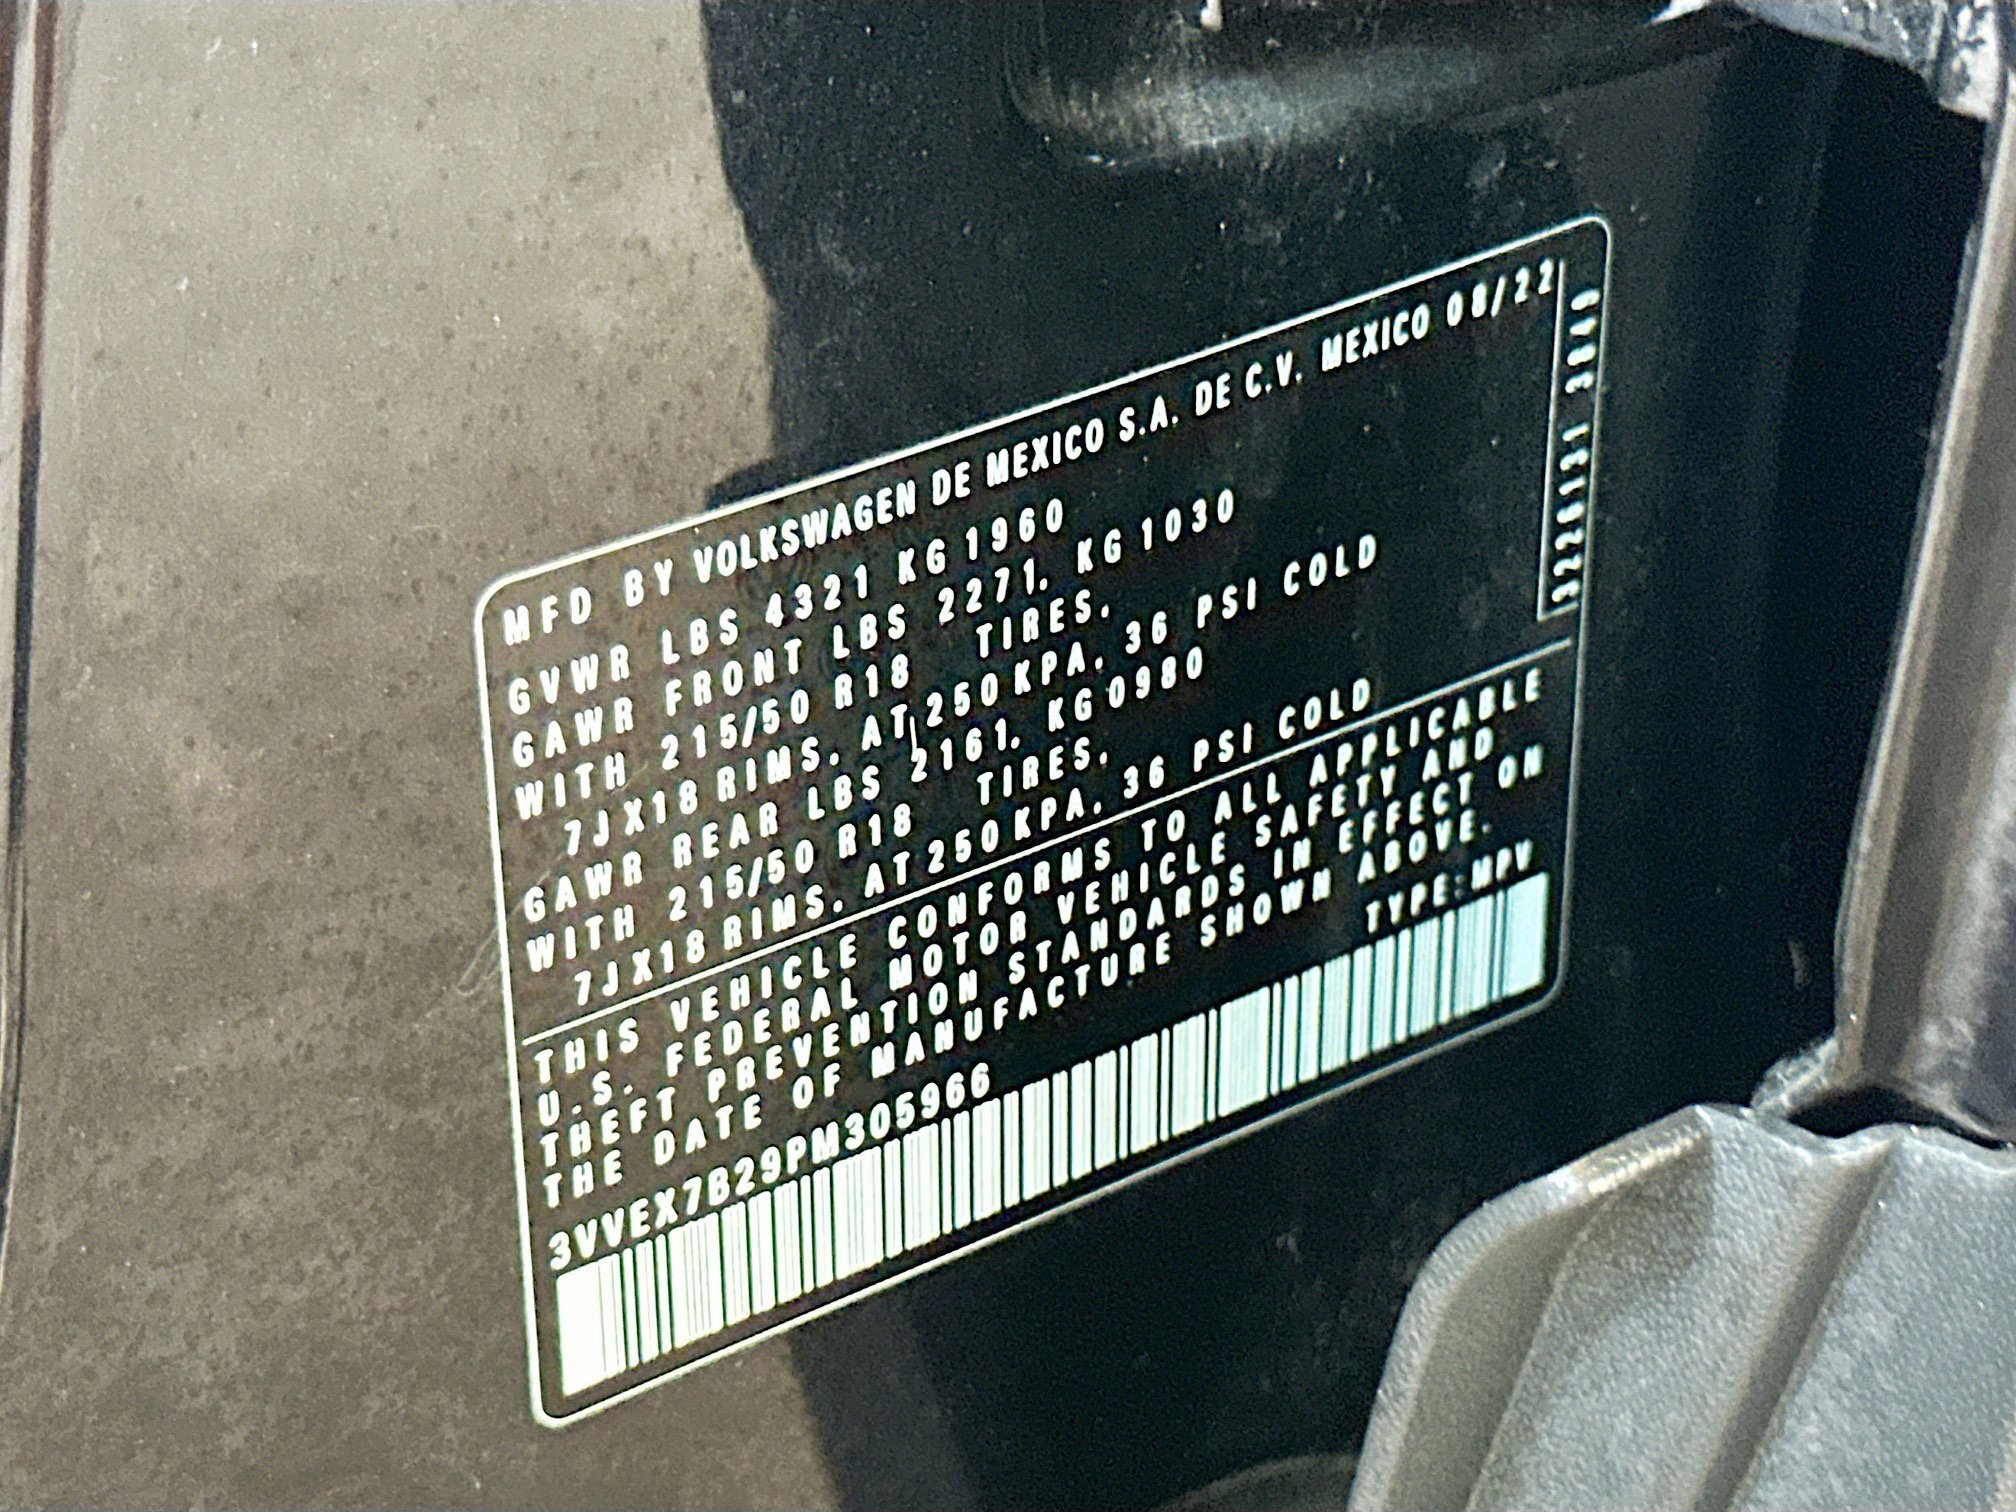 MFD BY VOLKSWAGEN DE MEXICO S.A. DE C.V. MEXICO 08/22
GVWR LBS 4321 KG 1960
GAWR FRONT LBS 2271. KG 1030
WITH 215/50 R18 TIRES.
7JX18 RIMS. AT 250 KPA. 36 PSI COLD
GAWR REAR LBS 2161. KG 0980
WITH 215/50 R18 TIRES.
7JX18 RIMS. AT 250 KPA. 36 PSI COLD
THIS VEHICLE CONFORMS TO ALL APPLICABLE
U.S. FEDERAL MOTOR VEHICLE SAFETY AND
THEFT PREVENTION STANDARDS IN EFFECT ON
THE DATE OF MANUFACTURE SHOWN ABOVE.
3VVEX7B29PM305966 TYPE:MPV
3226131 3849